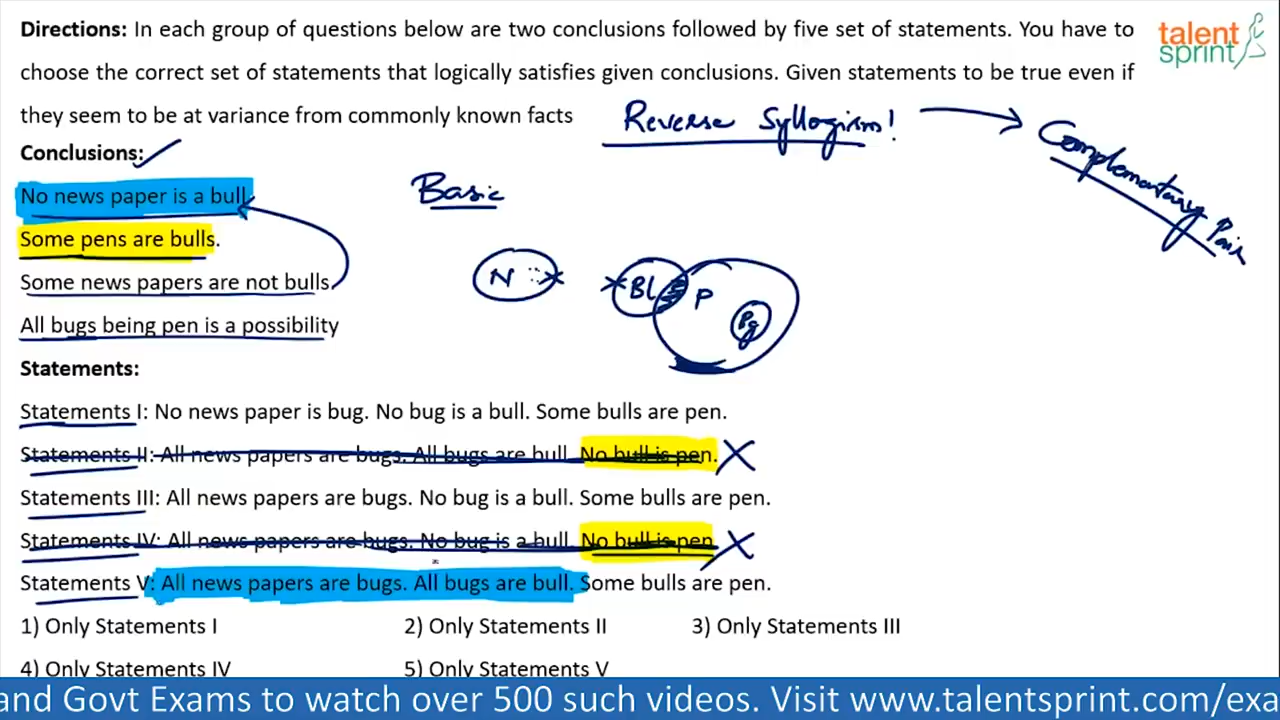 Directions: In each group of questions below are two conclusions followed by five set of statements. You have to
choose the correct set of statements that logically satisfies given conclusions. Given statements to be true even if
they seem to be at variance from commonly known facts
talent
sprint
Reverse Syllogism!
Complementary Pair
Conclusions:
Basic
No news paper is a bull
Some pens are bulls.
Some news papers are not bulls
All bugs being pen is a possibility
N
Bl
P
Bg
Statements:
Statements I: No news paper is bug. No bug is a bull. Some bulls are pen.
Statements II: All news papers are bugs. All bugs are bull. No bull is pen.
Statements III: All news papers are bugs. No bug is a bull. Some bulls are pen.
Statements IV: All news papers are bugs. No bug is a bull. No bull is pen
Statements V: All news papers are bugs. All bugs are bull. Some bulls are pen.
1) Only Statements I 2) Only Statements II 3) Only Statements III
4) Only Statements IV 5) Only Statements V
and Govt Exams to watch over 500 such videos. Visit www.talentsprint.com/exa